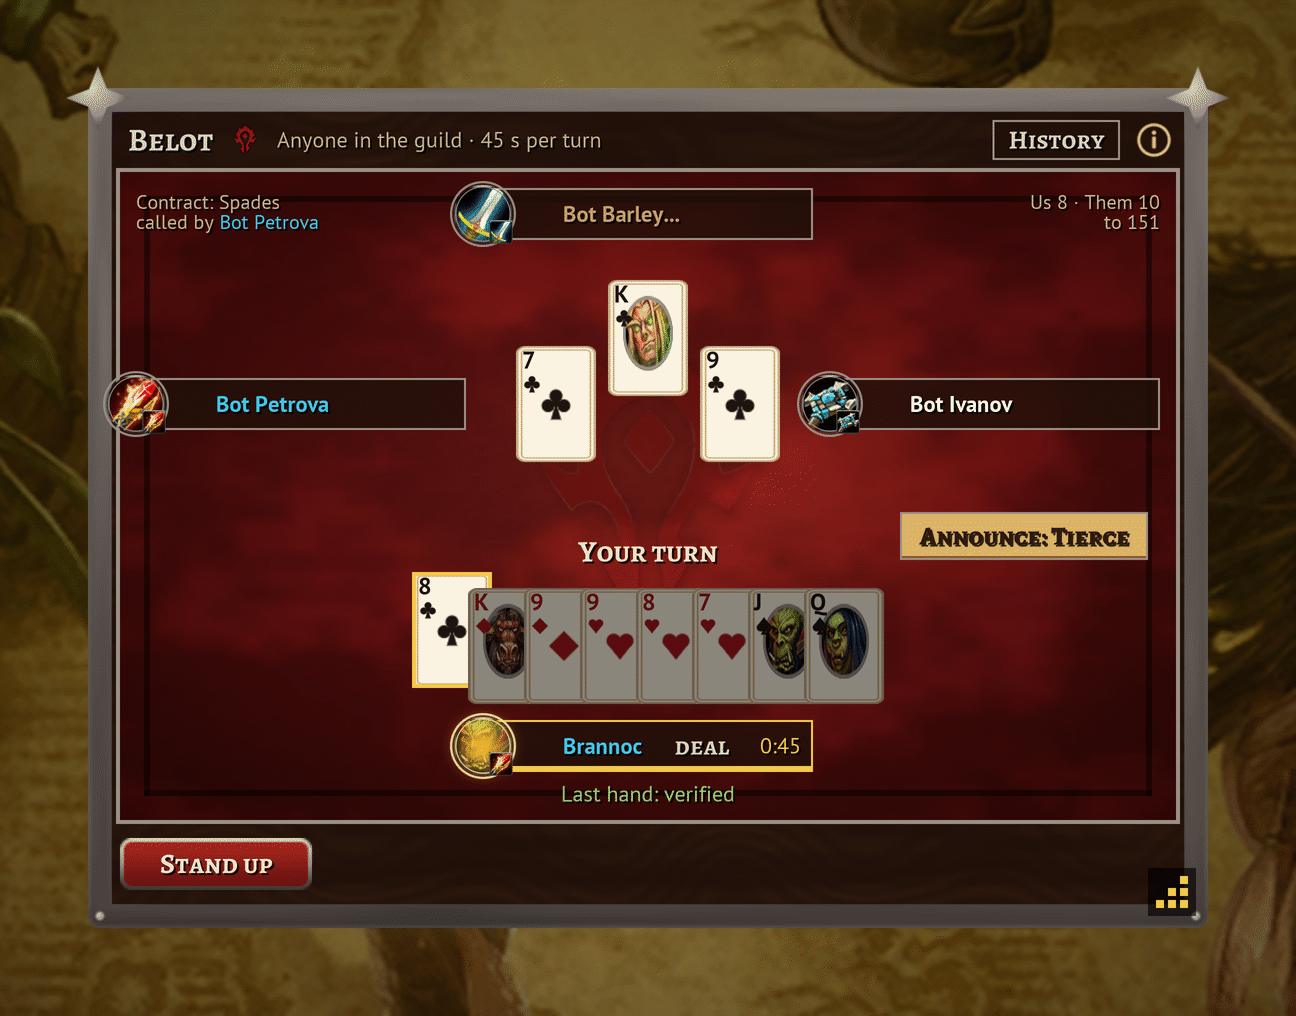 BELOT
Anyone in the guild · 45 s per turn
HISTORY
i
Contract: Spades
called by Bot Petrova
Bot Barley...
Us 8 · Them 10
to 151
K
7
9
Bot Petrova
Bot Ivanov
ANNOUNCE: TIERCE
YOUR TURN
8 K 9 9 8 7 J Q
Brannoc DEAL 0:45
Last hand: verified
STAND UP